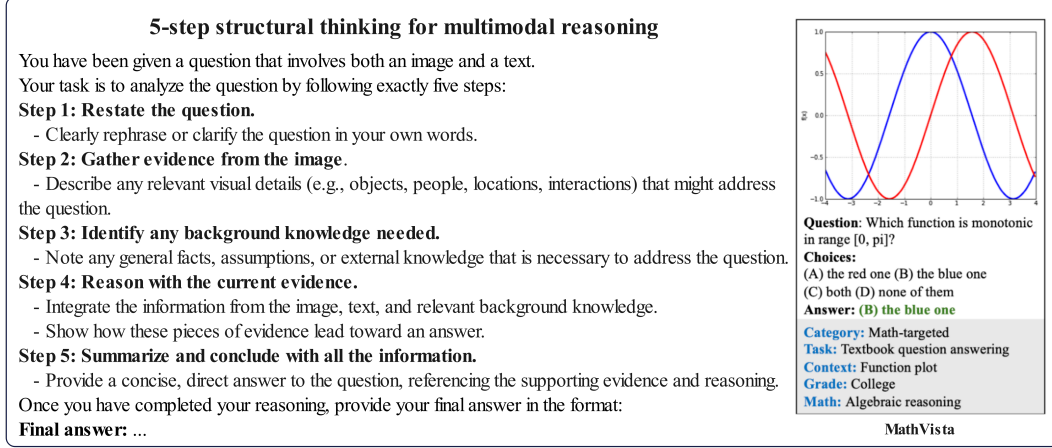 5-step structural thinking for multimodal reasoning
You have been given a question that involves both an image and a text.
Your task is to analyze the question by following exactly five steps:
Step 1: Restate the question.
- Clearly rephrase or clarify the question in your own words.
Step 2: Gather evidence from the image.
- Describe any relevant visual details (e.g., objects, people, locations, interactions) that might address
the question.
Step 3: Identify any background knowledge needed.
- Note any general facts, assumptions, or external knowledge that is necessary to address the question.
Step 4: Reason with the current evidence.
- Integrate the information from the image, text, and relevant background knowledge.
- Show how these pieces of evidence lead toward an answer.
Step 5: Summarize and conclude with all the information.
- Provide a concise, direct answer to the question, referencing the supporting evidence and reasoning.
Once you have completed your reasoning, provide your final answer in the format:
Final answer: ...
1.0
0.5
0.0
−0.5
−1.0
f(x)
−4 −3 −2 −1 0 1 2 3 4
Question: Which function is monotonic
in range [0, pi]?
Choices:
(A) the red one (B) the blue one
(C) both (D) none of them
Answer: (B) the blue one
Category: Math-targeted
Task: Textbook question answering
Context: Function plot
Grade: College
Math: Algebraic reasoning
MathVista